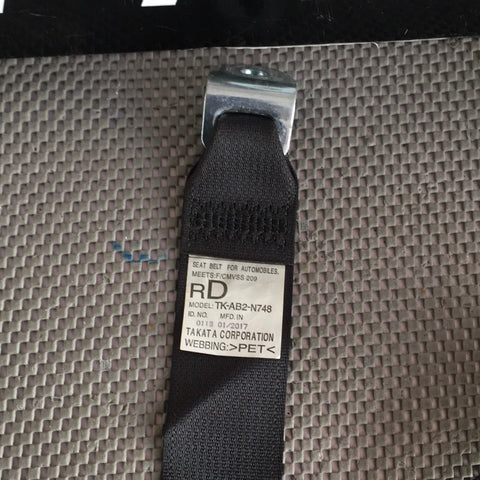 SEAT BELT FOR AUTOMOBILES.
MEETS:F/CMVSS 209
RD
MODEL: TK-AB2-N748
ID. NO. MFD. IN
0119 01/2017
TAKATA CORPORATION
WEBBING:>PET<